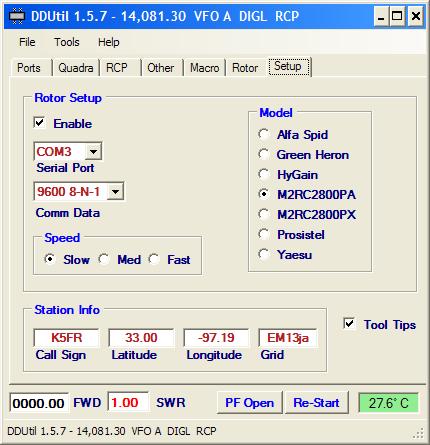 DDUtil 1.5.7 - 14,081.30 VFO A DIGL RCP
File Tools Help
Ports Quadra RCP Other Macro Rotor Setup
Rotor Setup
Enable
COM3
Serial Port
9600 8-N-1
Comm Data
Speed
Slow Med Fast
Model
Alfa Spid
Green Heron
HyGain
M2RC2800PA
M2RC2800PX
Prosistel
Yaesu
Station Info
K5FR 33.00 -97.19 EM13ja
Call Sign Latitude Longitude Grid
Tool Tips
0000.00 FWD 1.00 SWR PF Open Re-Start 27.6° C
DDUtil 1.5.7 - 14,081.30 VFO A DIGL RCP